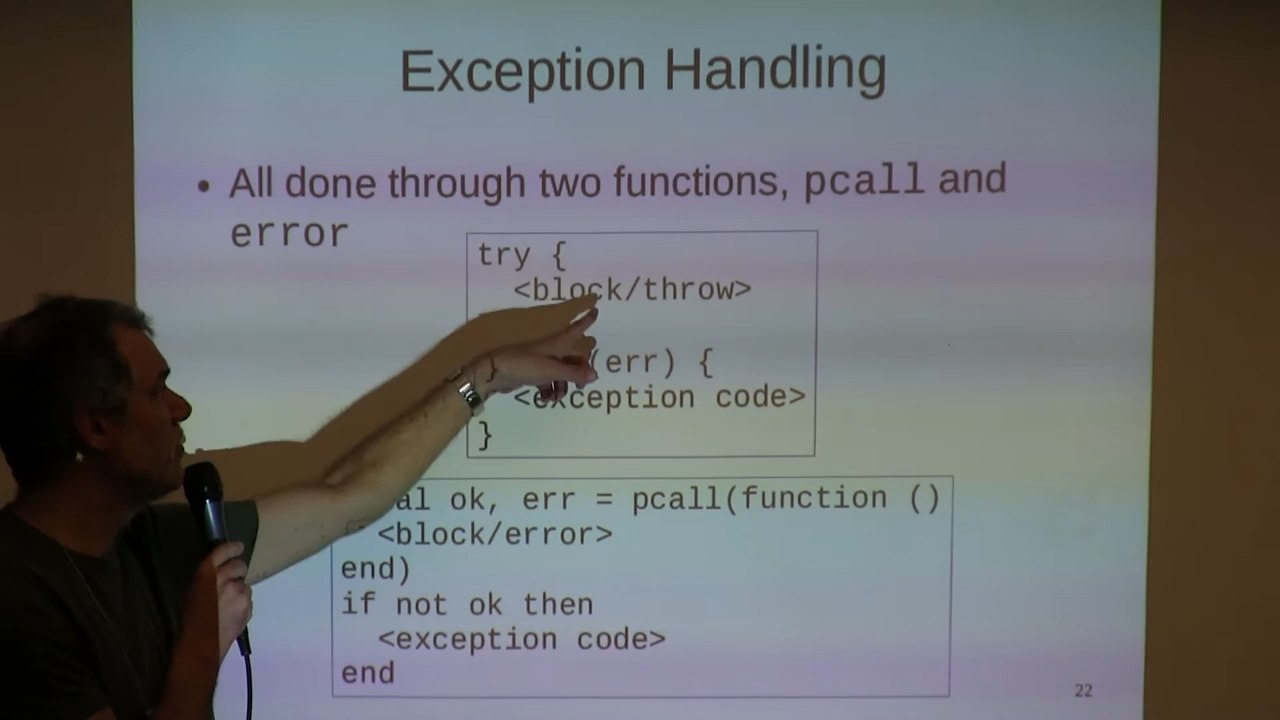 Exception Handling
• All done through two functions, pcall and
error
try {
<block/throw>
}
(err) {
<exception code>
}
ok, err = pcall(function ()
<block/error>
end)
if not ok then
<exception code>
end
22